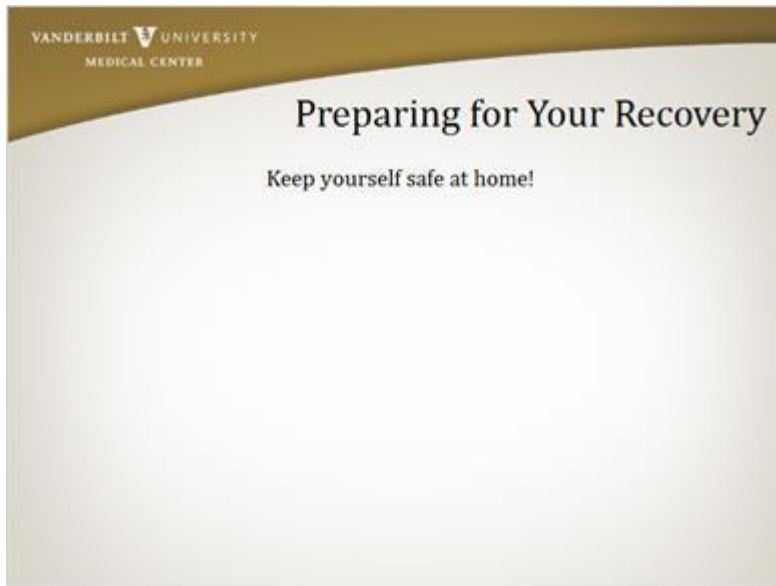 VANDERBILT UNIVERSITY
MEDICAL CENTER
Preparing for Your Recovery
Keep yourself safe at home!